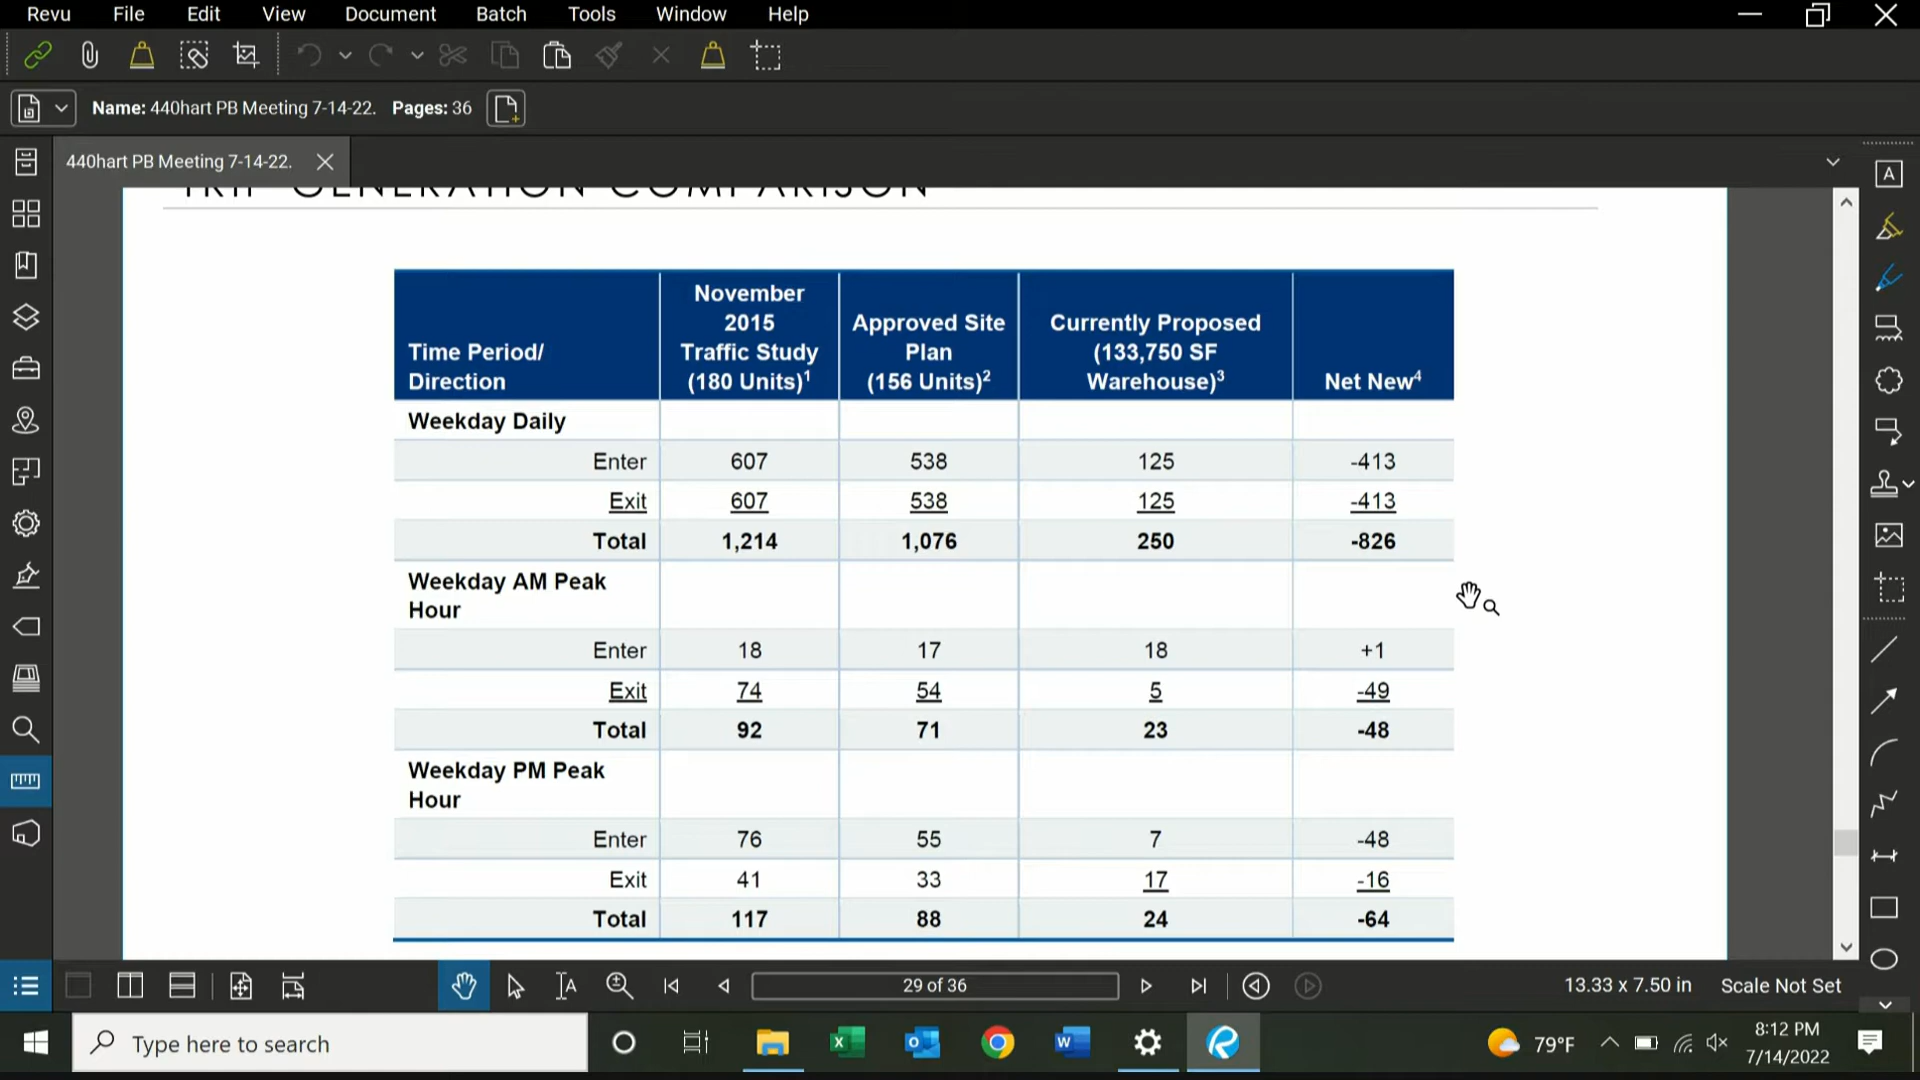 Revu File Edit View Document Batch Tools Window Help
Name: 440hart PB Meeting 7-14-22. Pages: 36
440hart PB Meeting 7-14-22.
TRIP GENERATION COMPARISON
Time Period/ Direction
November 2015 Traffic Study (180 Units)1
Approved Site Plan (156 Units)2
Currently Proposed (133,750 SF Warehouse)3
Net New4
Weekday Daily
Enter 607 538 125 -413
Exit 607 538 125 -413
Total 1,214 1,076 250 -826
Weekday AM Peak
Hour
Enter 18 17 18 +1
Exit 74 54 5 -49
Total 92 71 23 -48
Weekday PM Peak
Hour
Enter 76 55 7 -48
Exit 41 33 17 -16
Total 117 88 24 -64
29 of 36
13.33 x 7.50 in Scale Not Set
Type here to search
79°F
8:12 PM
7/14/2022